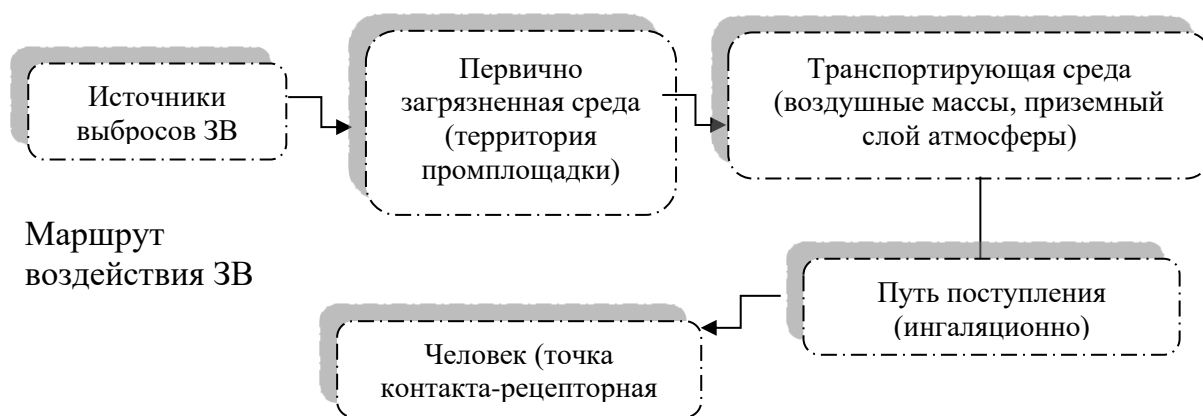 Источники
выбросов ЗВ
Первично
загрязненная среда
(территория
промплощадки)
Транспортирующая среда
(воздушные массы, приземный
слой атмосферы)
Маршрут
воздействия ЗВ
Путь поступления
(ингаляционно)
Человек (точка
контакта-рецепторная